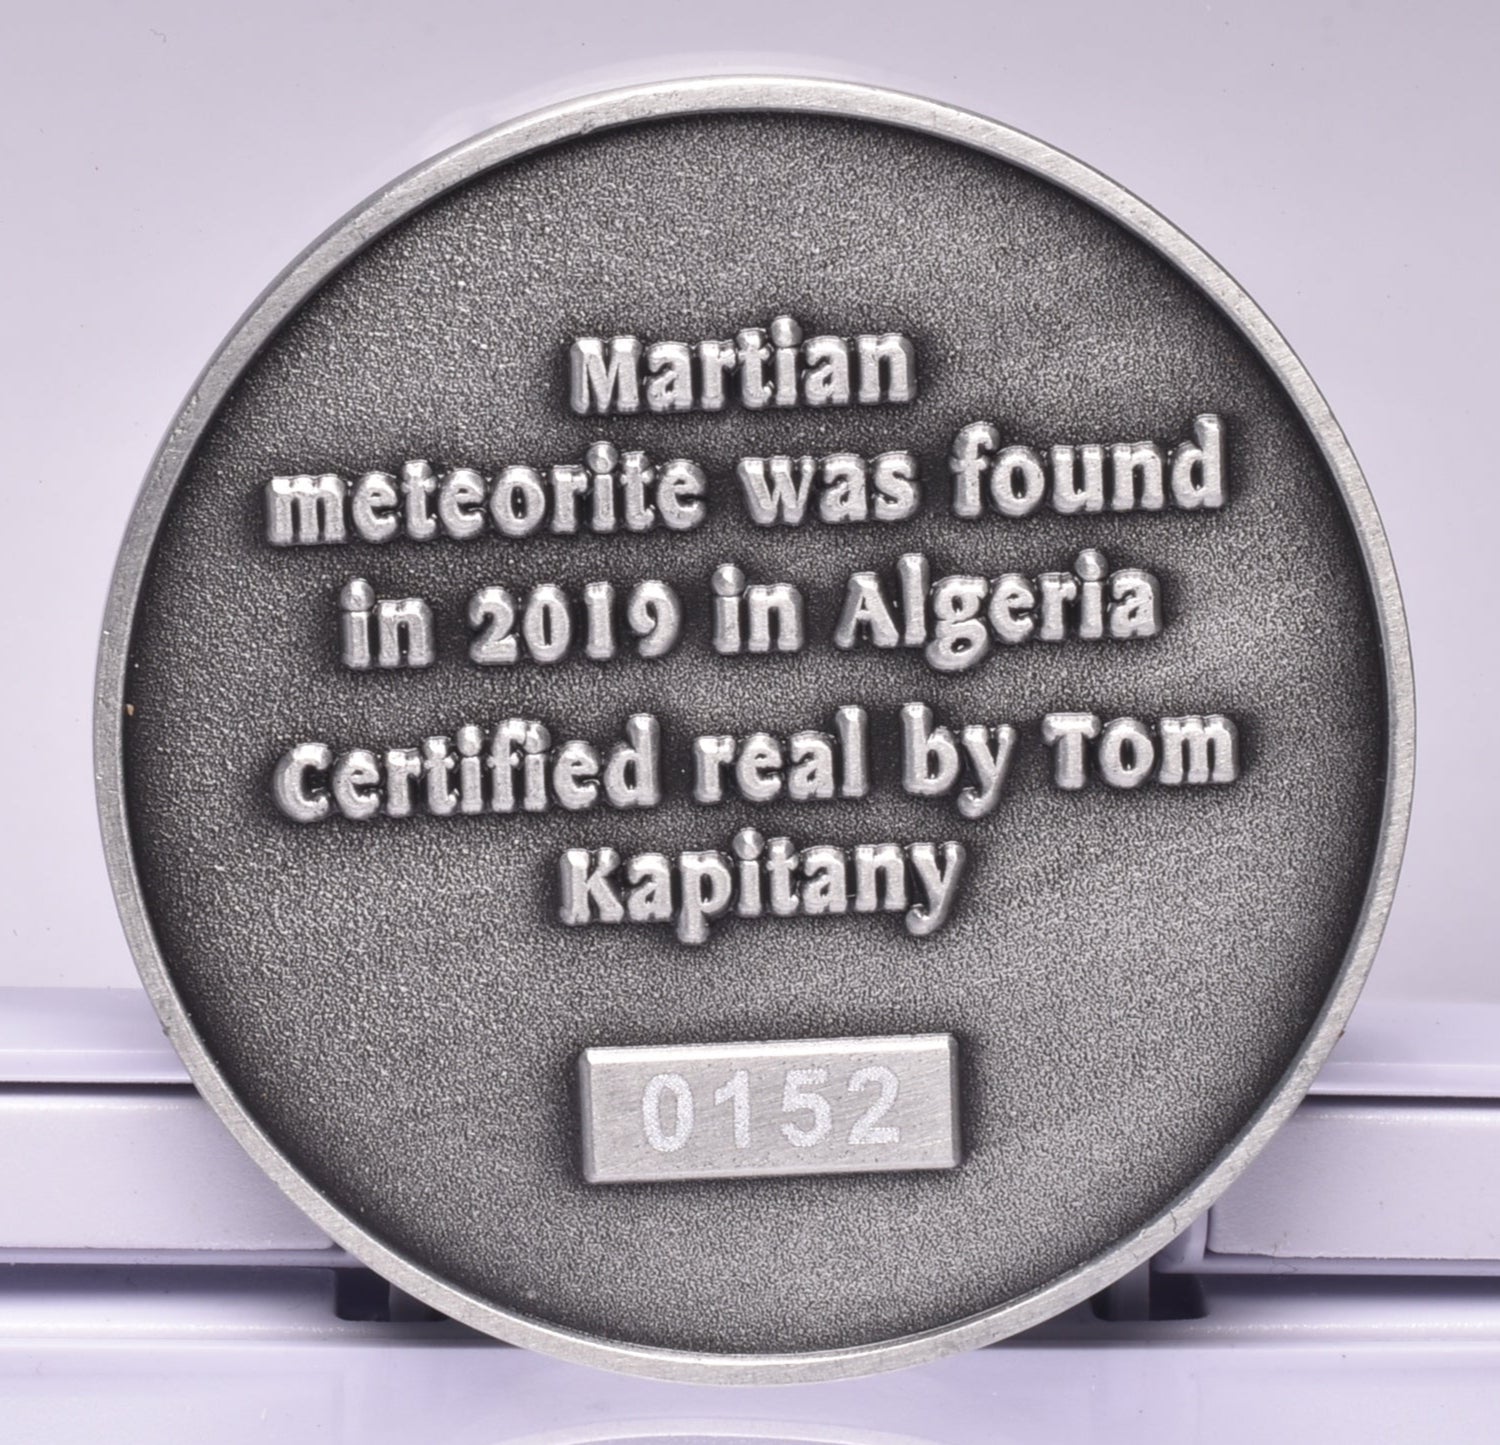 Martian
meteorite was found
in 2019 in Algeria
Certified real by Tom
Kapitany
0152